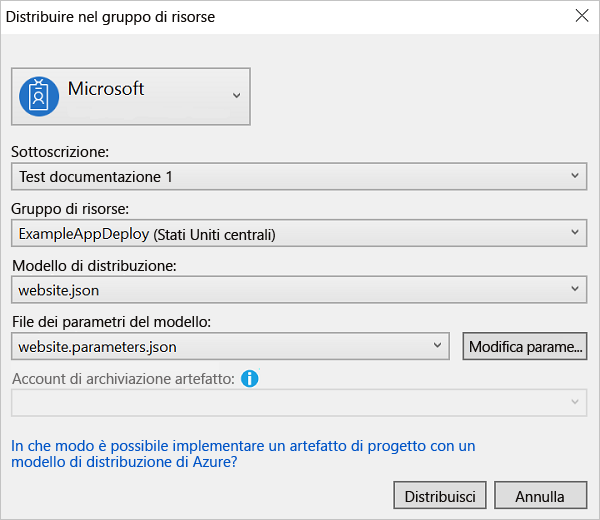 Distribuire nel gruppo di risorse
Microsoft
Sottoscrizione:
Test documentazione 1
Gruppo di risorse:
ExampleAppDeploy (Stati Uniti centrali)
Modello di distribuzione:
website.json
File dei parametri del modello:
website.parameters.json
Modifica parame...
Account di archiviazione artefatto:
In che modo è possibile implementare un artefatto di progetto con un
modello di distribuzione di Azure?
Distribuisci
Annulla